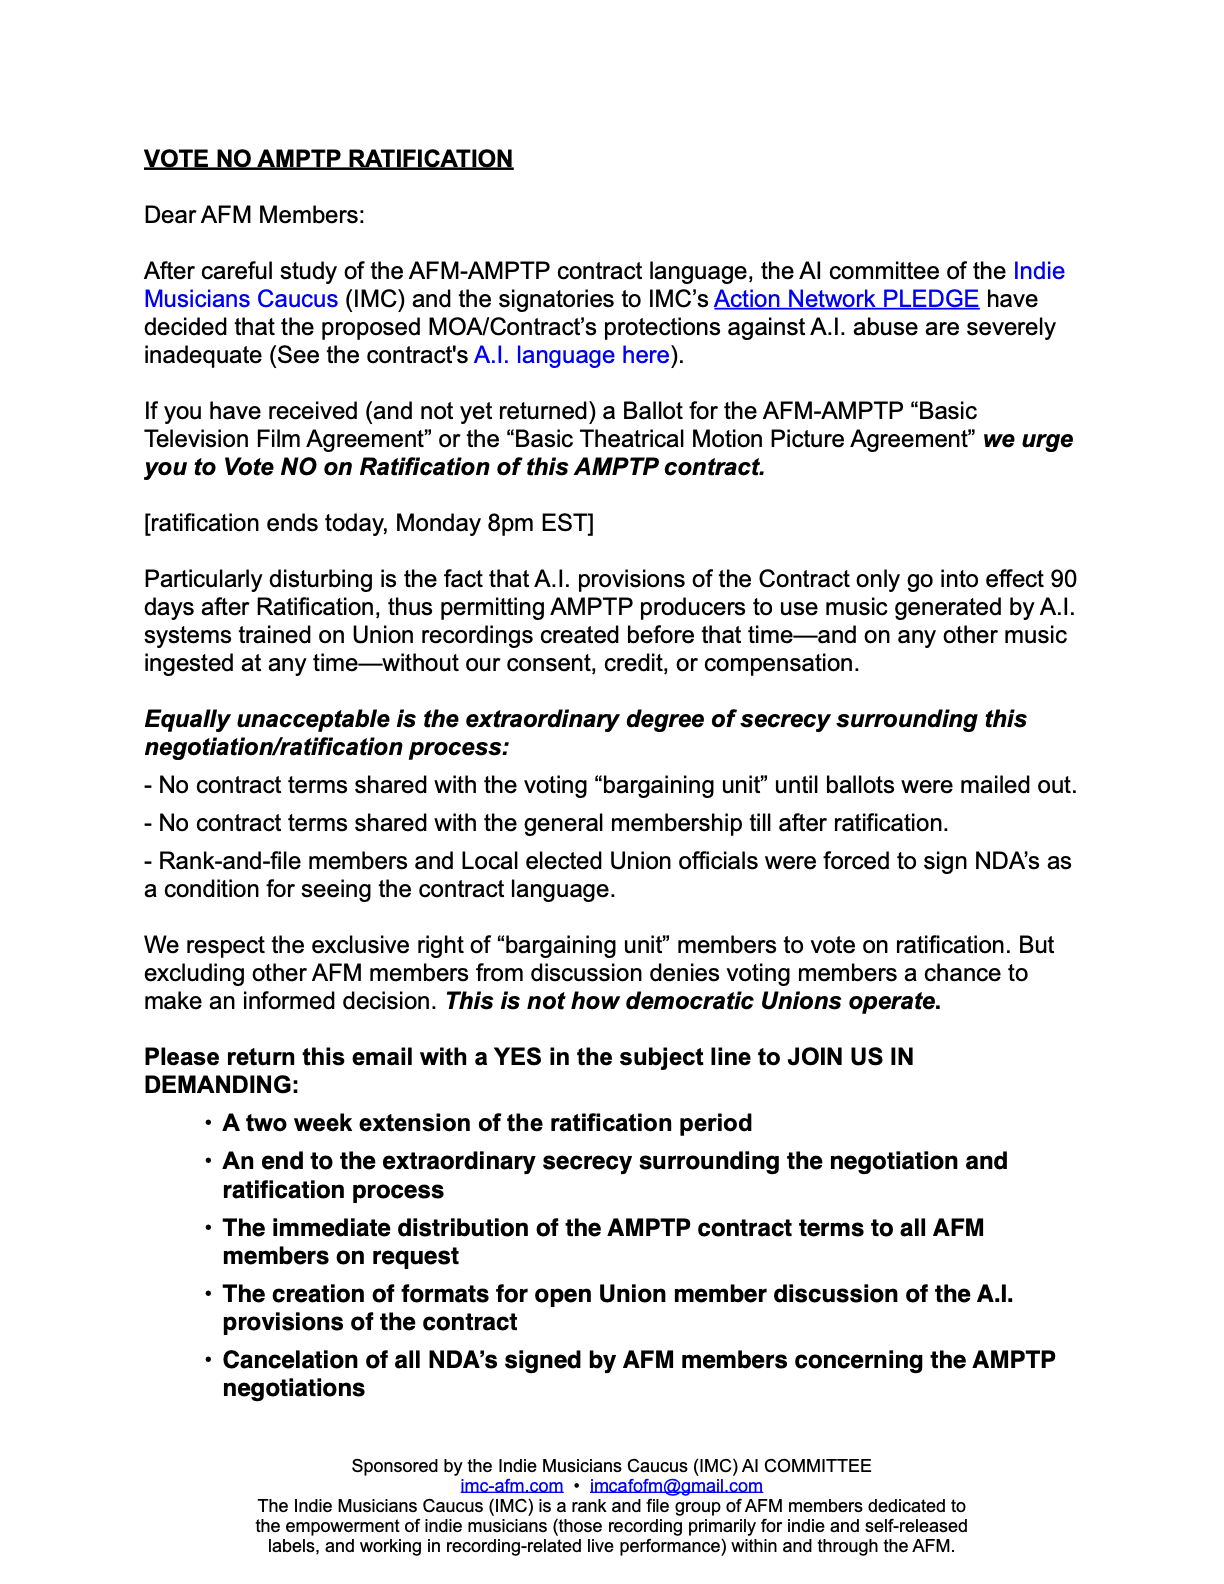 VOTE NO AMPTP RATIFICATION
Dear AFM Members:
After careful study of the AFM-AMPTP contract language, the AI committee of the Indie
Musicians Caucus (IMC) and the signatories to IMC’s Action Network PLEDGE have
decided that the proposed MOA/Contract’s protections against A.I. abuse are severely
inadequate (See the contract's A.I. language here).
If you have received (and not yet returned) a Ballot for the AFM-AMPTP “Basic
Television Film Agreement” or the “Basic Theatrical Motion Picture Agreement” we urge
you to Vote NO on Ratification of this AMPTP contract.
[ratification ends today, Monday 8pm EST]
Particularly disturbing is the fact that A.I. provisions of the Contract only go into effect 90
days after Ratification, thus permitting AMPTP producers to use music generated by A.I.
systems trained on Union recordings created before that time—and on any other music
ingested at any time—without our consent, credit, or compensation.
Equally unacceptable is the extraordinary degree of secrecy surrounding this
negotiation/ratification process:
- No contract terms shared with the voting “bargaining unit” until ballots were mailed out.
- No contract terms shared with the general membership till after ratification.
- Rank-and-file members and Local elected Union officials were forced to sign NDA’s as
a condition for seeing the contract language.
We respect the exclusive right of “bargaining unit” members to vote on ratification. But
excluding other AFM members from discussion denies voting members a chance to
make an informed decision. This is not how democratic Unions operate.
Please return this email with a YES in the subject line to JOIN US IN
DEMANDING:
• A two week extension of the ratification period
• An end to the extraordinary secrecy surrounding the negotiation and
ratification process
• The immediate distribution of the AMPTP contract terms to all AFM
members on request
• The creation of formats for open Union member discussion of the A.I.
provisions of the contract
• Cancelation of all NDA’s signed by AFM members concerning the AMPTP
negotiations
Sponsored by the Indie Musicians Caucus (IMC) AI COMMITTEE
imc-afm.com • imcafofm@gmail.com
The Indie Musicians Caucus (IMC) is a rank and file group of AFM members dedicated to
the empowerment of indie musicians (those recording primarily for indie and self-released
labels, and working in recording-related live performance) within and through the AFM.